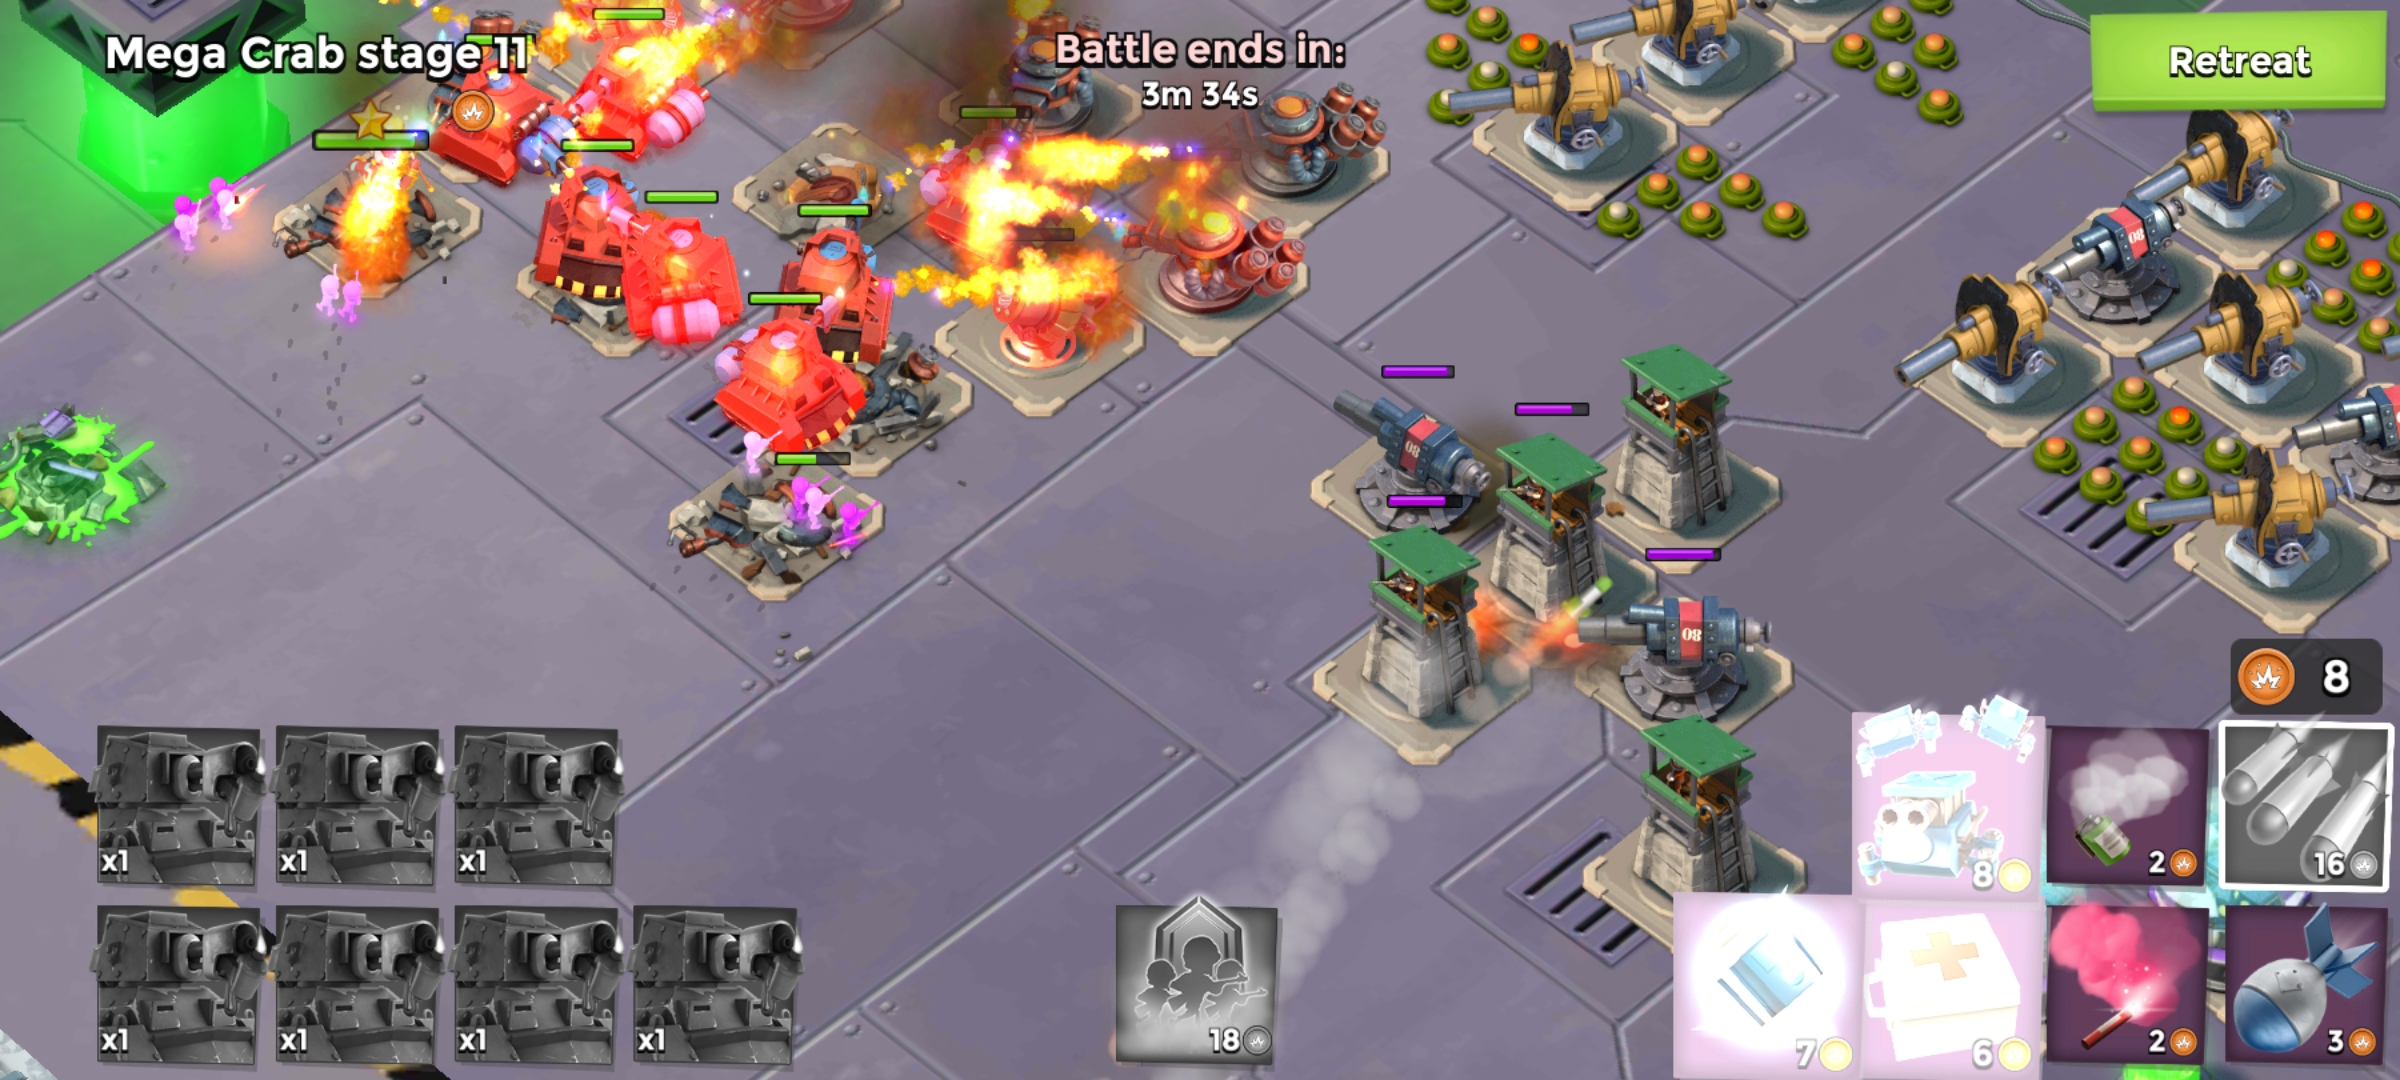 Mega Crab stage 11
Battle ends in:
3m 34s
Retreat
08
08
08
8
x1
x1
x1
8
2
16
x1
x1
x1
x1
18
7
6
2
3